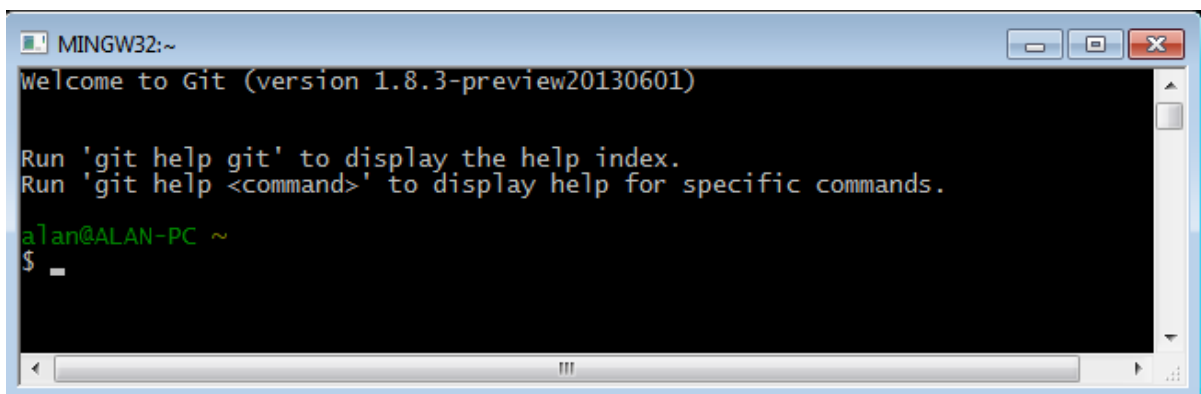 MINGW32:~
Welcome to Git (version 1.8.3-preview20130601)
Run 'git help git' to display the help index.
Run 'git help <command>' to display help for specific commands.
alan@ALAN-PC ~
$